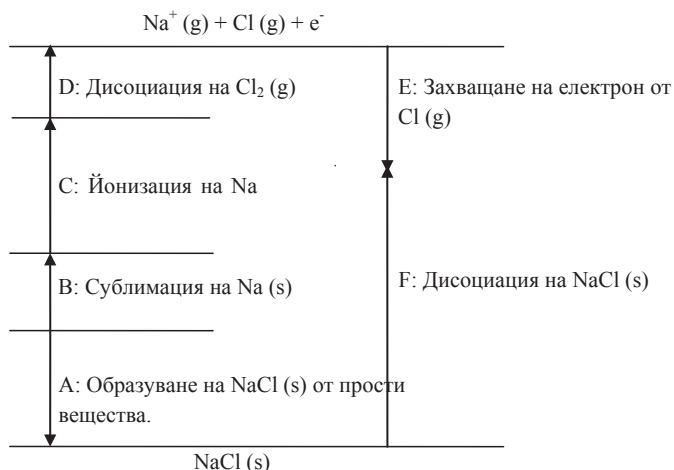 Na⁺ (g) + Cl (g) + e⁻
D: Дисоциация на Cl₂ (g)
E: Захващане на електрон от
Cl (g)
C: Йонизация на Na
B: Сублимация на Na (s)
F: Дисоциация на NaCl (s)
A: Образуване на NaCl (s) от прости
вещества.
NaCl (s)